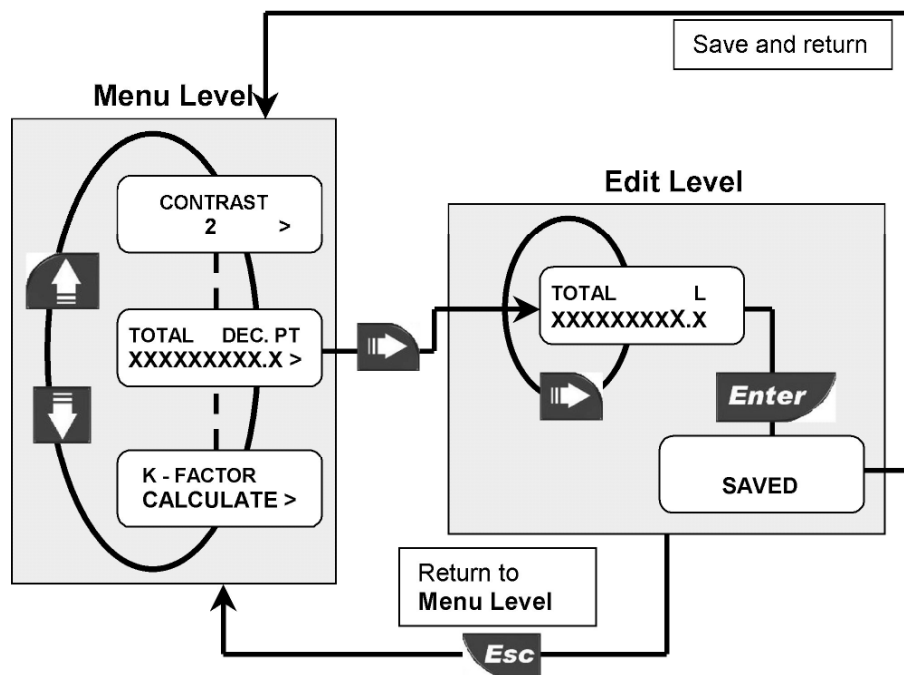 Save and return
Menu Level
CONTRAST
2 >
TOTAL DEC. PT
XXXXXXXXX.X >
K - FACTOR
CALCULATE >
Edit Level
TOTAL L
XXXXXXXXX.X
Enter
SAVED
Return to
Menu Level
Esc